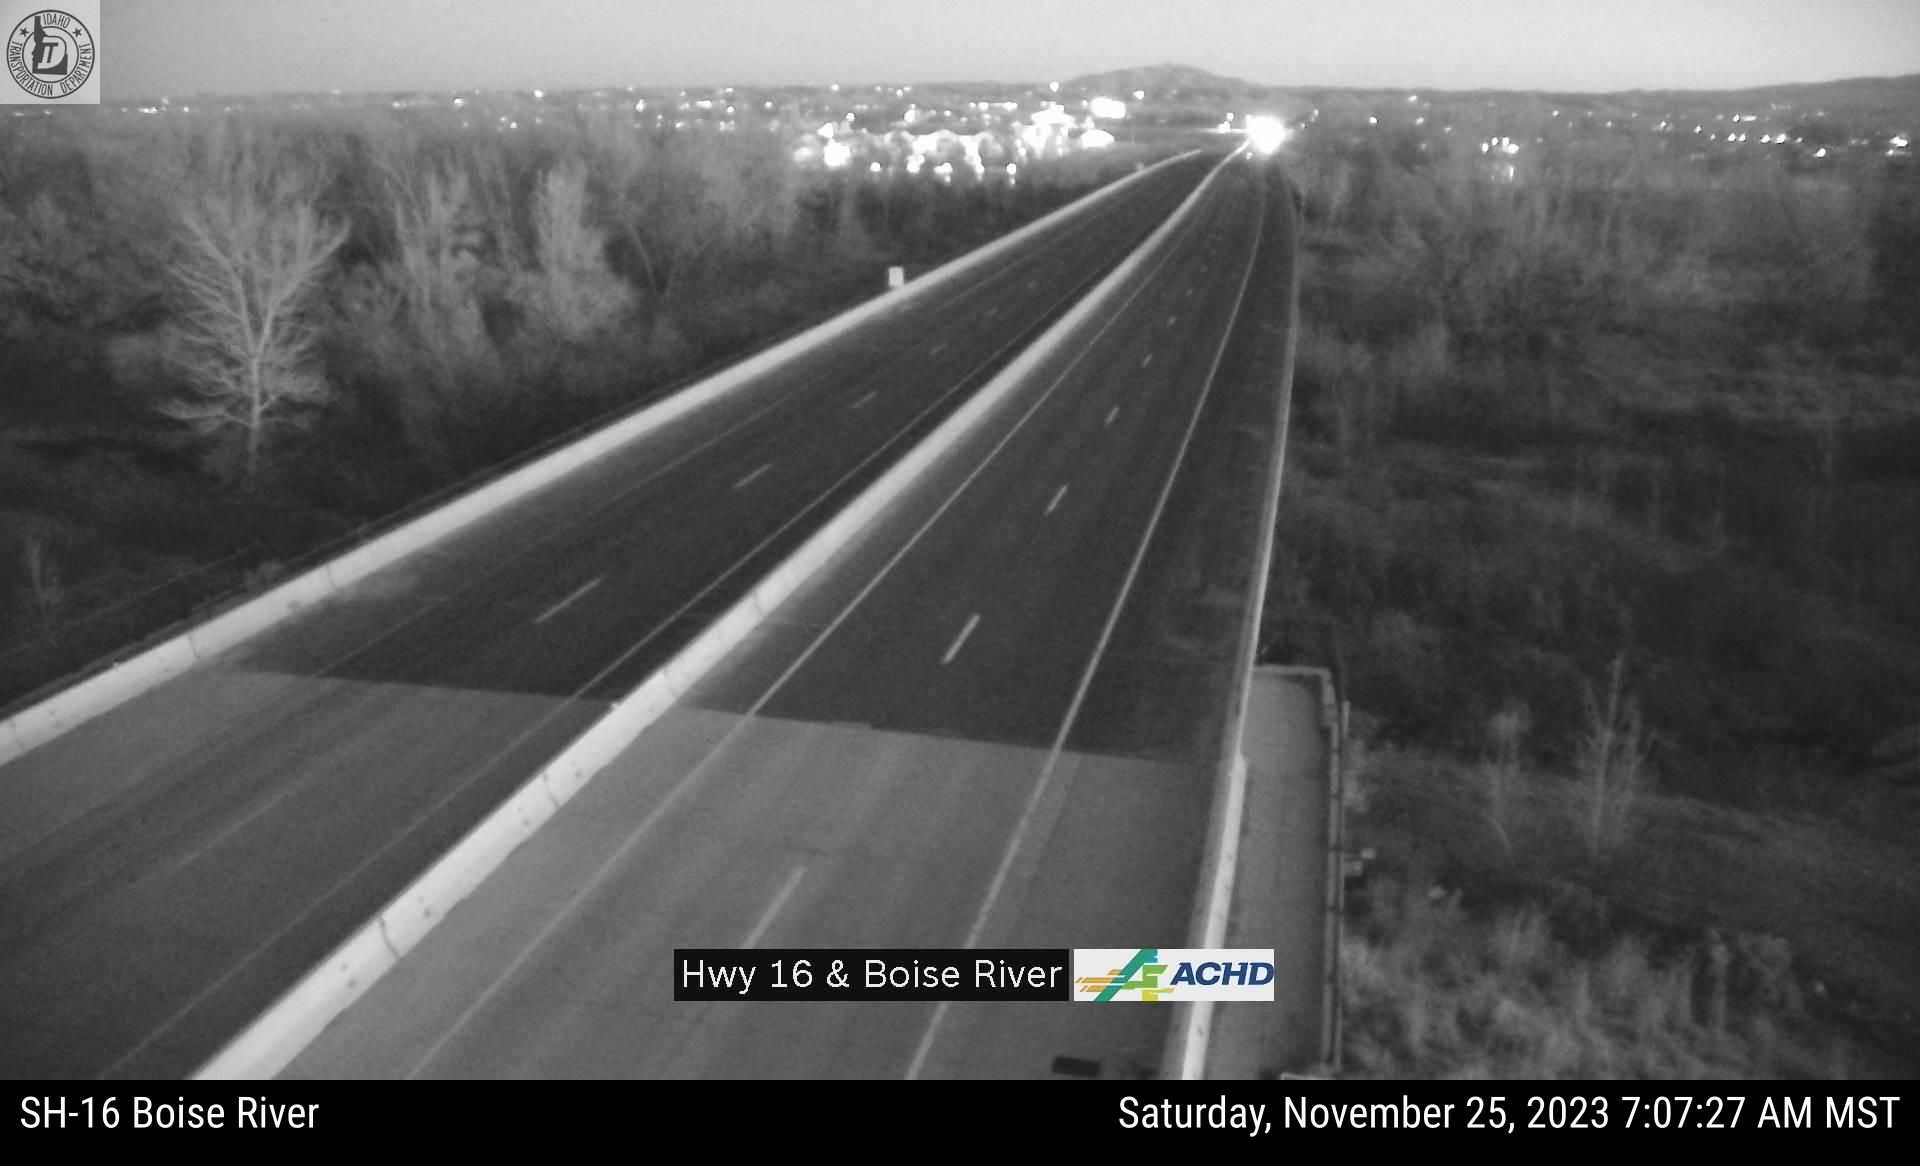 IDAHO
TRANSPORTATION DEPARTMENT
Hwy 16 & Boise River
ACHD
SH-16 Boise River
Saturday, November 25, 2023 7:07:27 AM MST